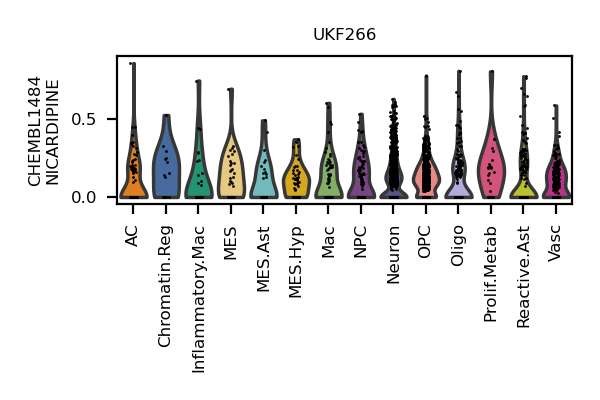 UKF266
CHEMBL1484
NICARDIPINE
0.5
0.0
AC
Chromatin.Reg
Inflammatory.Mac
MES
MES.Ast
MES.Hyp
Mac
NPC
Neuron
OPC
Oligo
Prolif.Metab
Reactive.Ast
Vasc